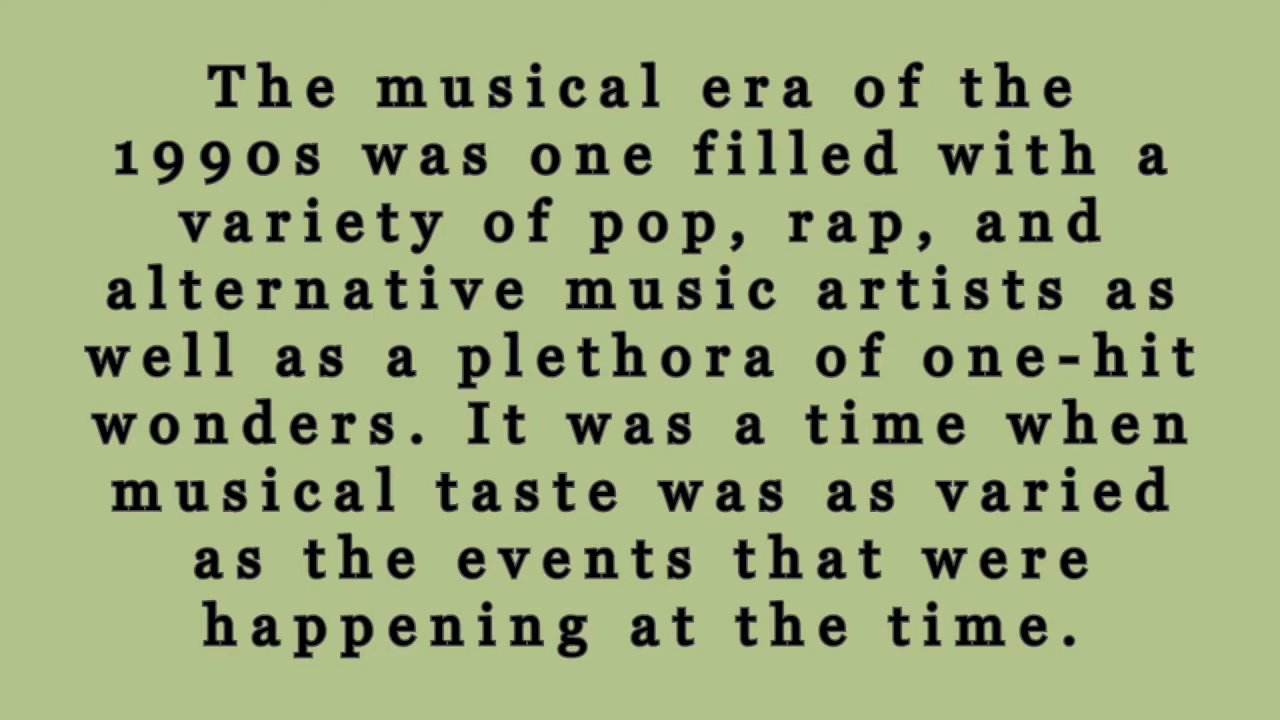 The musical era of the
1990s was one filled with a
variety of pop, rap, and
alternative music artists as
well as a plethora of one-hit
wonders. It was a time when
musical taste was as varied
as the events that were
happening at the time.